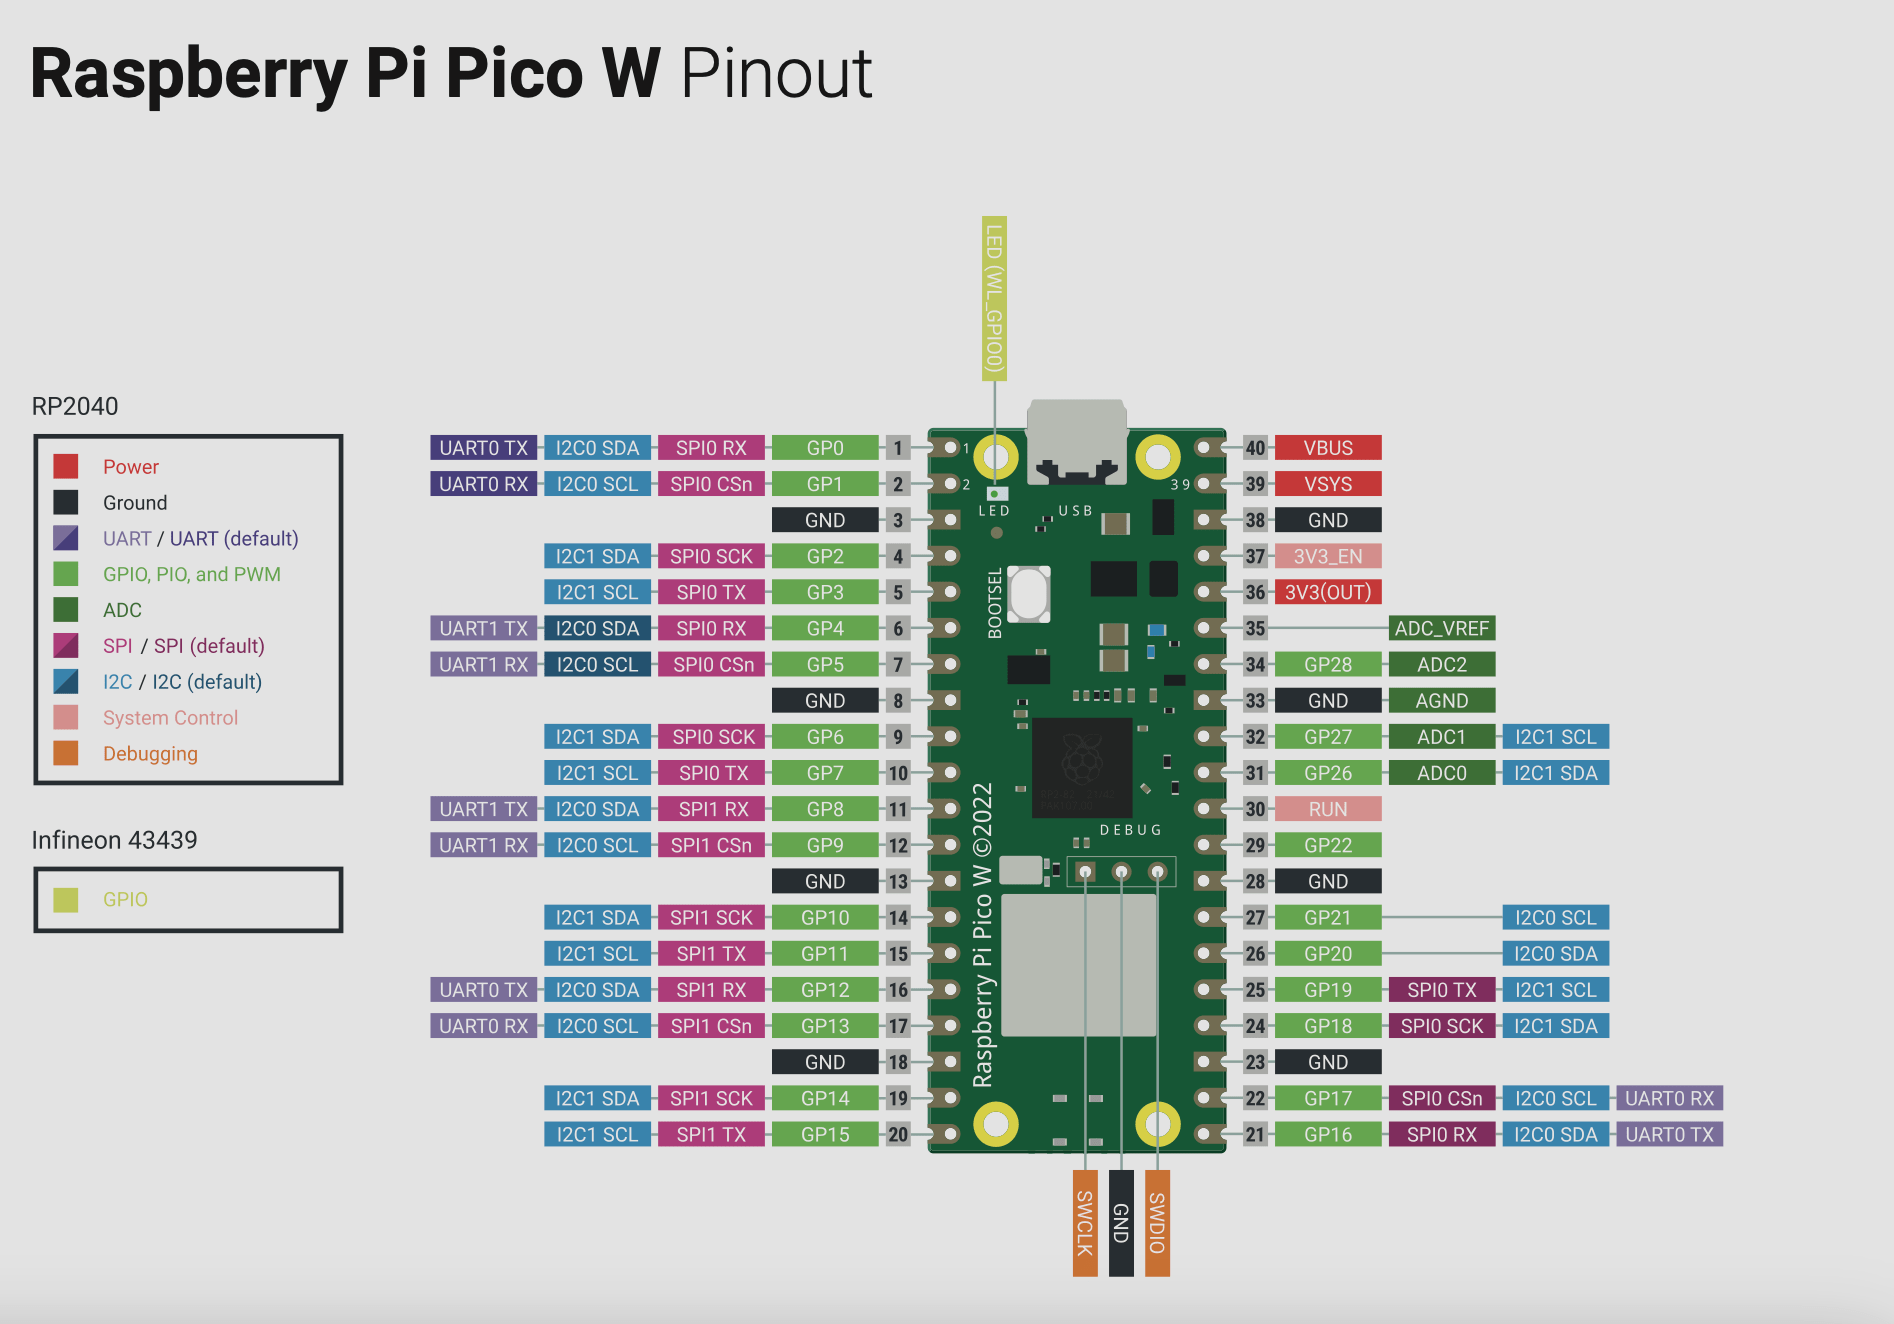 Raspberry Pi Pico W Pinout
LED (WL_GPIO0)
RP2040
Power
Ground
UART / UART (default)
GPIO, PIO, and PWM
ADC
SPI / SPI (default)
I2C / I2C (default)
System Control
Debugging
Infineon 43439
GPIO
UART0 TX I2C0 SDA SPI0 RX GP0 1
UART0 RX I2C0 SCL SPI0 CSn GP1 2
GND 3
I2C1 SDA SPI0 SCK GP2 4
I2C1 SCL SPI0 TX GP3 5
UART1 TX I2C0 SDA SPI0 RX GP4 6
UART1 RX I2C0 SCL SPI0 CSn GP5 7
GND 8
I2C1 SDA SPI0 SCK GP6 9
I2C1 SCL SPI0 TX GP7 10
UART1 TX I2C0 SDA SPI1 RX GP8 11
UART1 RX I2C0 SCL SPI1 CSn GP9 12
GND 13
I2C1 SDA SPI1 SCK GP10 14
I2C1 SCL SPI1 TX GP11 15
UART0 TX I2C0 SDA SPI1 RX GP12 16
UART0 RX I2C0 SCL SPI1 CSn GP13 17
GND 18
I2C1 SDA SPI1 SCK GP14 19
I2C1 SCL SPI1 TX GP15 20
1
2
39
LED
USB
BOOTSEL
DEBUG
Raspberry Pi Pico W ©2022
40 VBUS
39 VSYS
38 GND
37 3V3_EN
36 3V3(OUT)
35 ADC_VREF
34 GP28 ADC2
33 GND AGND
32 GP27 ADC1 I2C1 SCL
31 GP26 ADC0 I2C1 SDA
30 RUN
29 GP22
28 GND
27 GP21 I2C0 SCL
26 GP20 I2C0 SDA
25 GP19 SPI0 TX I2C1 SCL
24 GP18 SPI0 SCK I2C1 SDA
23 GND
22 GP17 SPI0 CSn I2C0 SCL UART0 RX
21 GP16 SPI0 RX I2C0 SDA UART0 TX
SWCLK
GND
SWDIO